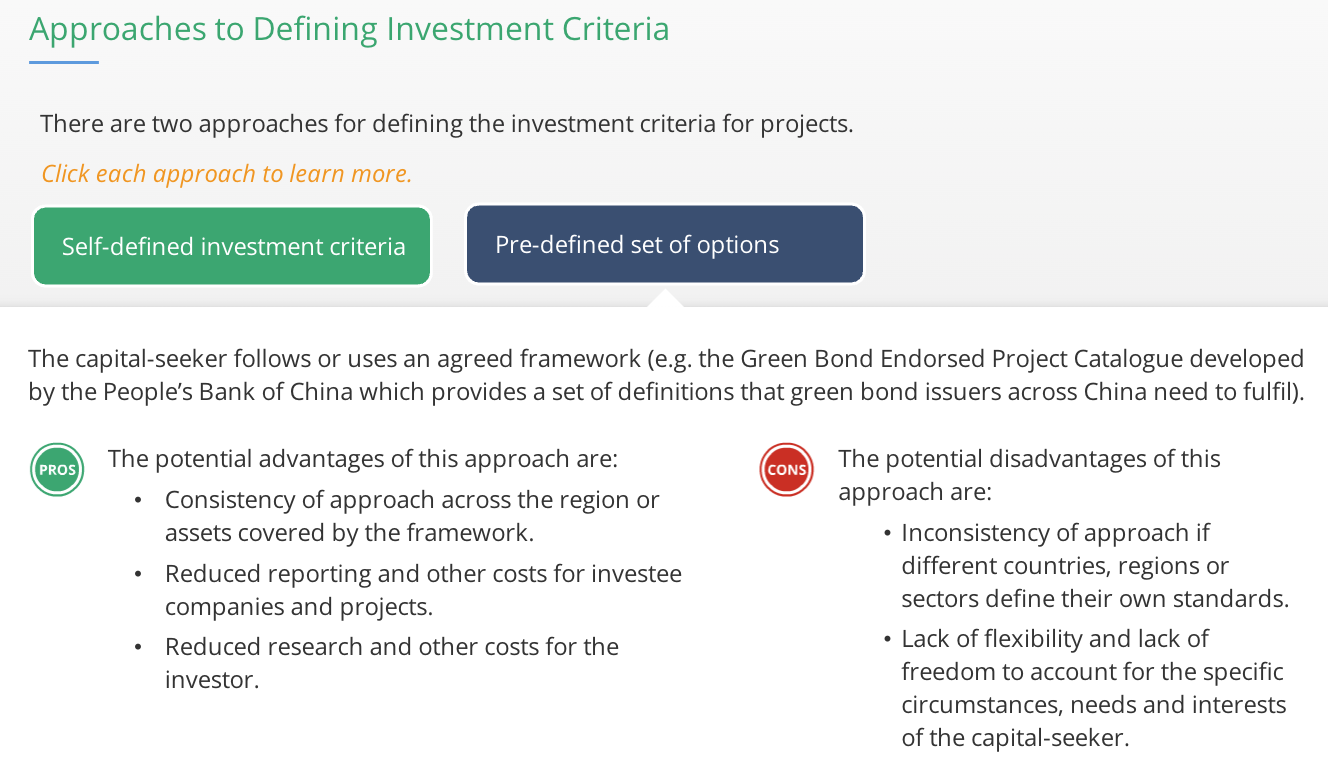 Approaches to Defining Investment Criteria
There are two approaches for defining the investment criteria for projects.
Click each approach to learn more.
Self-defined investment criteria
Pre-defined set of options
The capital-seeker follows or uses an agreed framework (e.g. the Green Bond Endorsed Project Catalogue developed
by the People’s Bank of China which provides a set of definitions that green bond issuers across China need to fulfil).
PROS
The potential advantages of this approach are:
• Consistency of approach across the region or
assets covered by the framework.
• Reduced reporting and other costs for investee
companies and projects.
• Reduced research and other costs for the
investor.
CONS
The potential disadvantages of this
approach are:
• Inconsistency of approach if
different countries, regions or
sectors define their own standards.
• Lack of flexibility and lack of
freedom to account for the specific
circumstances, needs and interests
of the capital-seeker.